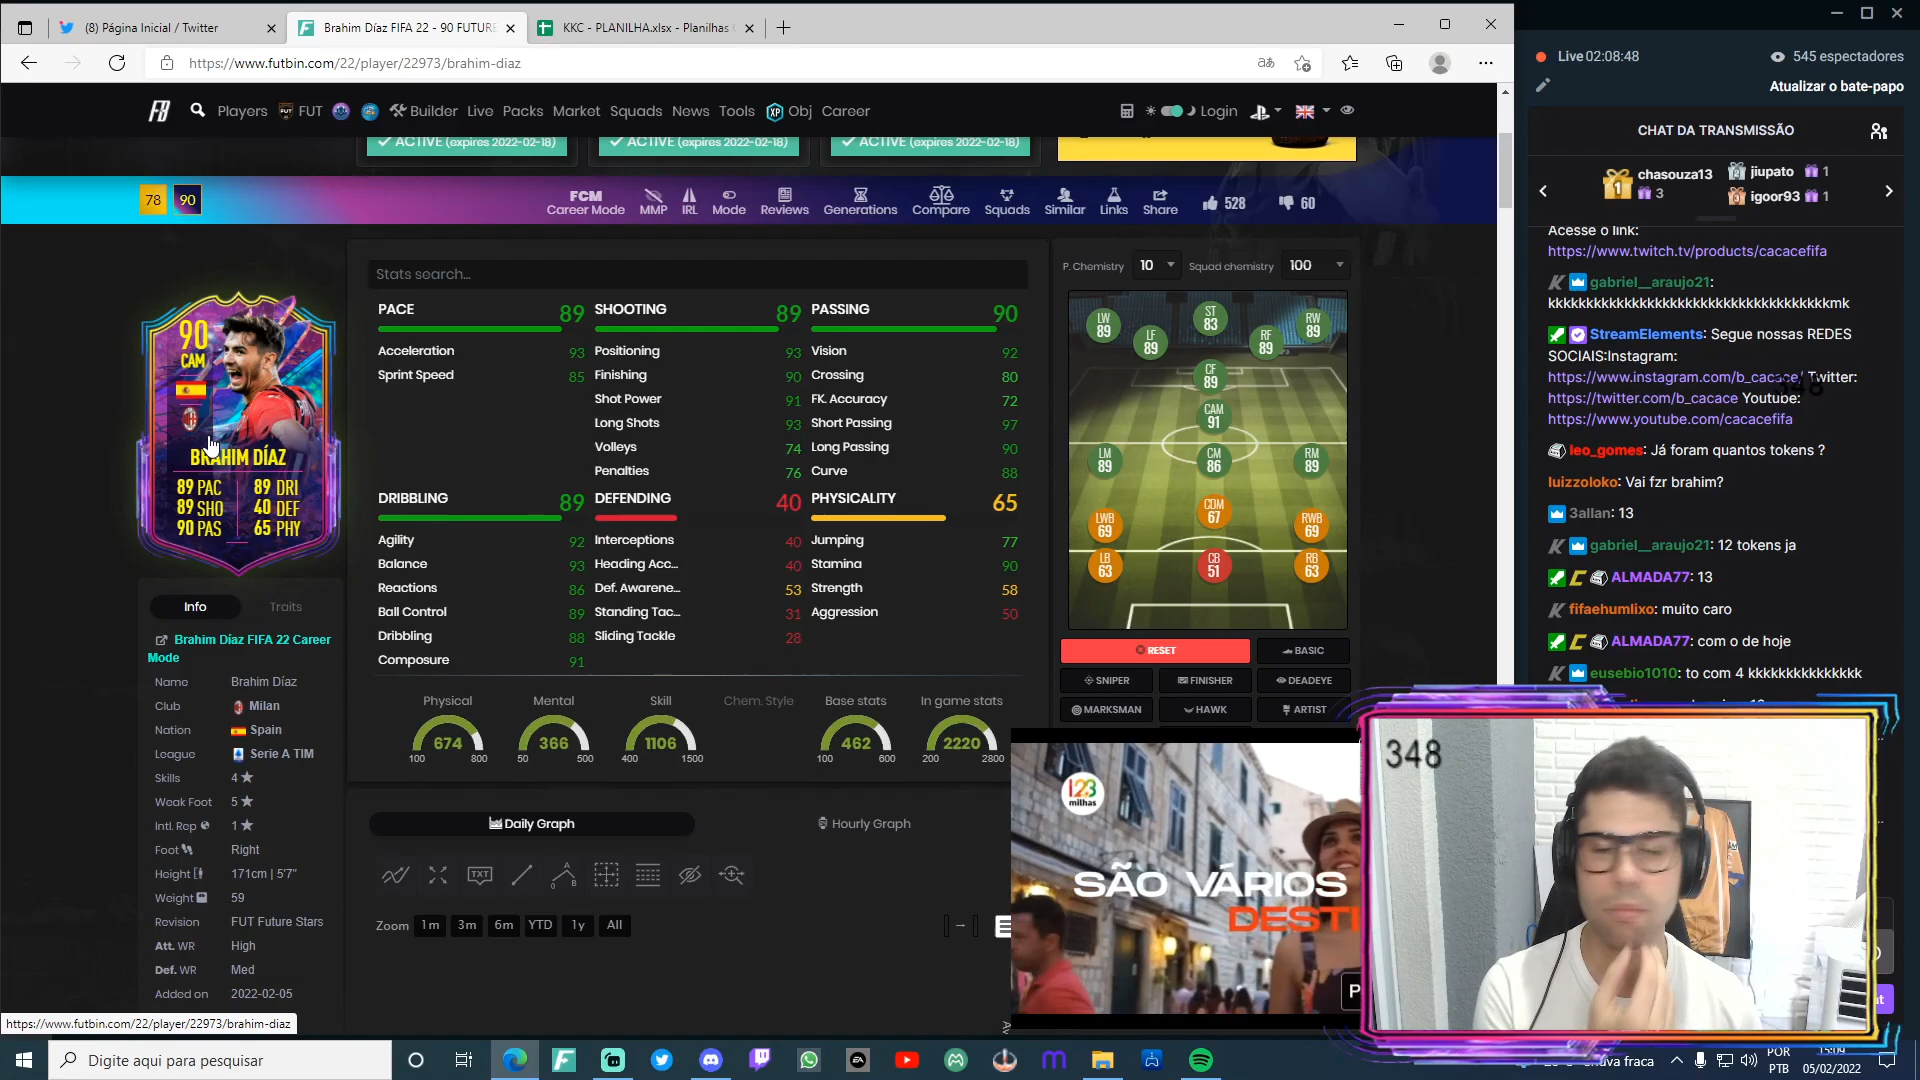 (8) Página Inicial / Twitter
Brahim Díaz FIFA 22 - 90 FUTURE
KKC - PLANILHA.xlsx - Planilhas
https://www.futbin.com/22/player/22973/brahim-diaz
Players FUT Builder Live Packs Market Squads News Tools Obj Career Login
ACTIVE (expires 2022-02-18) ACTIVE (expires 2022-02-18) ACTIVE (expires 2022-02-18)
78 90
FCM Career Mode MMP IRL Mode Reviews Generations Compare Squads Similar Links Share 528 60
Stats search...
90
CAM
BRAHIM DÍAZ
89 PAC 89 DRI
89 SHO 40 DEF
90 PAS 65 PHY
PACE 89
Acceleration 93
Sprint Speed 85
SHOOTING 89
Positioning 93
Finishing 90
Shot Power 91
Long Shots 93
Volleys 74
Penalties 76
PASSING 90
Vision 92
Crossing 80
FK. Accuracy 72
Short Passing 97
Long Passing 90
Curve 88
DRIBBLING 89
Agility 92
Balance 93
Reactions 86
Ball Control 89
Dribbling 88
Composure 91
DEFENDING 40
Interceptions 40
Heading Acc... 40
Def. Awarene... 53
Standing Tac... 31
Sliding Tackle 28
PHYSICALITY 65
Jumping 77
Stamina 90
Strength 58
Aggression 50
Physical Mental Skill Chem. Style Base stats In game stats
674 366 1106 462 2220
100 800 50 500 400 1500 100 600 200 2800
Daily Graph Hourly Graph
TXT
Zoom 1m 3m 6m YTD 1y All
Info Traits
Brahim Díaz FIFA 22 Career
Mode
Name Brahim Díaz
Club Milan
Nation Spain
League Serie A TIM
Skills 4
Weak Foot 5
Intl. Rep 1
Foot Right
Height 171cm | 5'7"
Weight 59
Revision FUT Future Stars
Att. WR High
Def. WR Med
Added on 2022-02-05
https://www.futbin.com/22/player/22973/brahim-diaz
P. Chemistry 10 Squad chemistry 100
LW 89
ST 83
RW 89
LF 89
RF 89
CF 89
CAM 91
LM 89
CM 86
RM 89
LWB 69
CDM 67
RWB 69
LB 63
CB 51
RB 63
RESET BASIC
SNIPER FINISHER DEADEYE
MARKSMAN HAWK ARTIST
123 milhas
SÃO VÁRIOS
DESTI
Live 02:08:48 545 espectadores
Atualizar o bate-papo
CHAT DA TRANSMISSÃO
1 chasouza13 3
2 jiupato 1
3 igoor93 1
Acesse o link:
https://www.twitch.tv/products/cacacefifa
gabriel__araujo21:
kkkkkkkkkkkkkkkkkkkkkkkkkkkkkkkkkkkkkmk
StreamElements: Segue nossas REDES
SOCIAIS:Instagram:
https://www.instagram.com/b_cacace/ Twitter:
https://twitter.com/b_cacace Youtube:
https://www.youtube.com/cacacefifa
348
leo_gomes: Já foram quantos tokens ?
luizzoloko: Vai fzr brahim?
3allan: 13
gabriel__araujo21: 12 tokens ja
ALMADA77: 13
fifaehumlixo: muito caro
ALMADA77: com o de hoje
eusebio1010: to com 4 kkkkkkkkkkkkkkk
348
Digite aqui para pesquisar
Chuva fraca
POR
PTB
15:09
05/02/2022